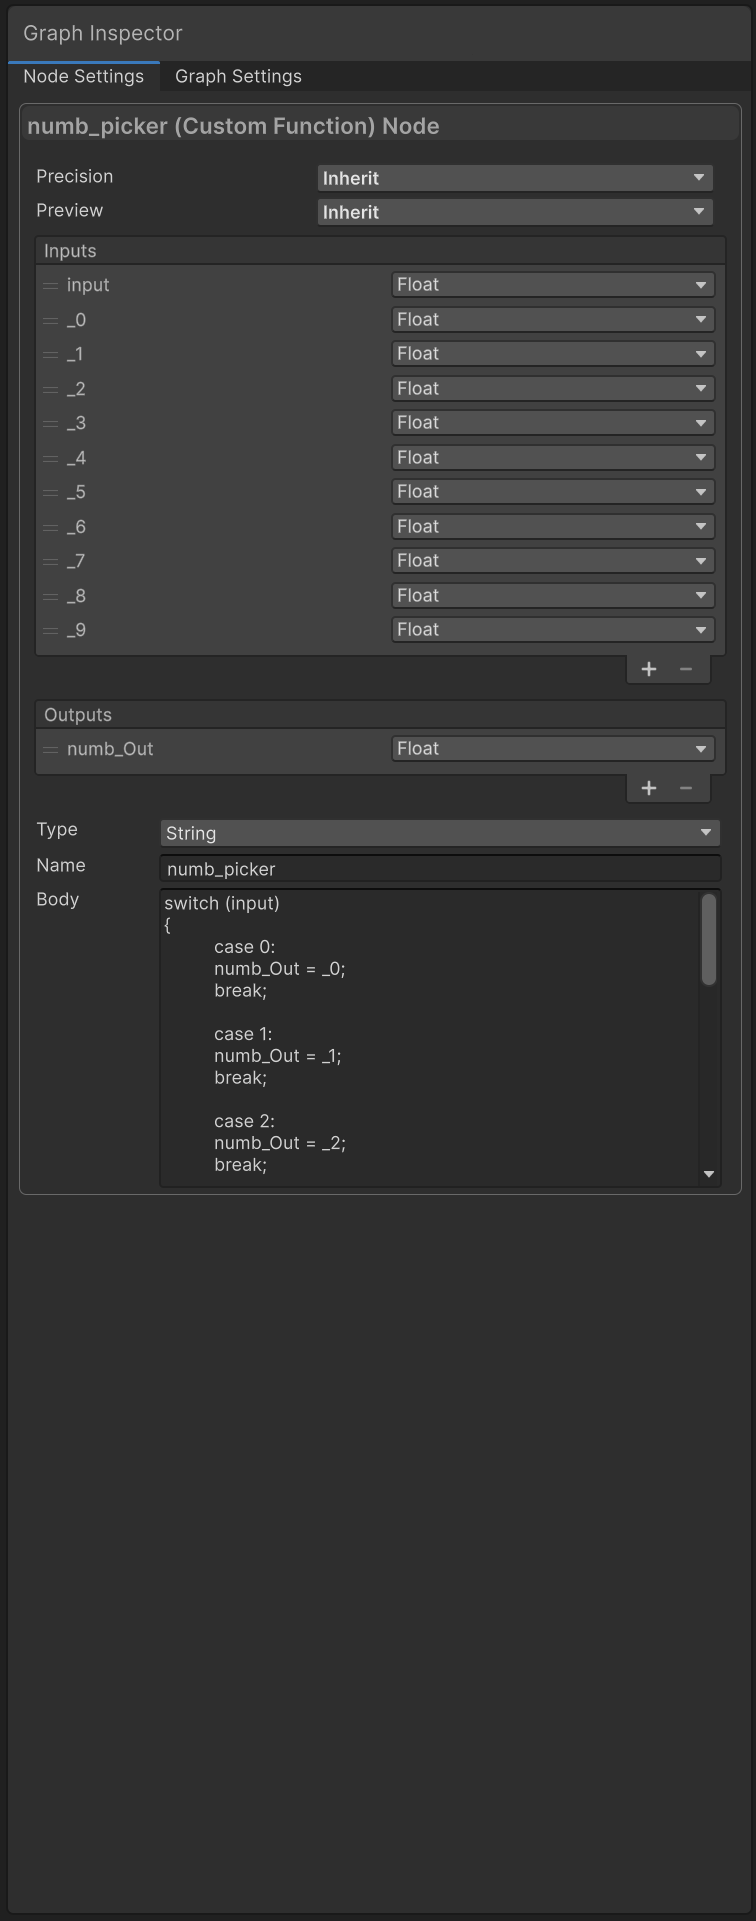 Graph Inspector
Node Settings Graph Settings
numb_picker (Custom Function) Node
Precision Inherit
Preview Inherit
Inputs
input Float
_0 Float
_1 Float
_2 Float
_3 Float
_4 Float
_5 Float
_6 Float
_7 Float
_8 Float
_9 Float
+ −
Outputs
numb_Out Float
+ −
Type String
Name numb_picker
Body switch (input)
{
case 0:
numb_Out = _0;
break;
case 1:
numb_Out = _1;
break;
case 2:
numb_Out = _2;
break;